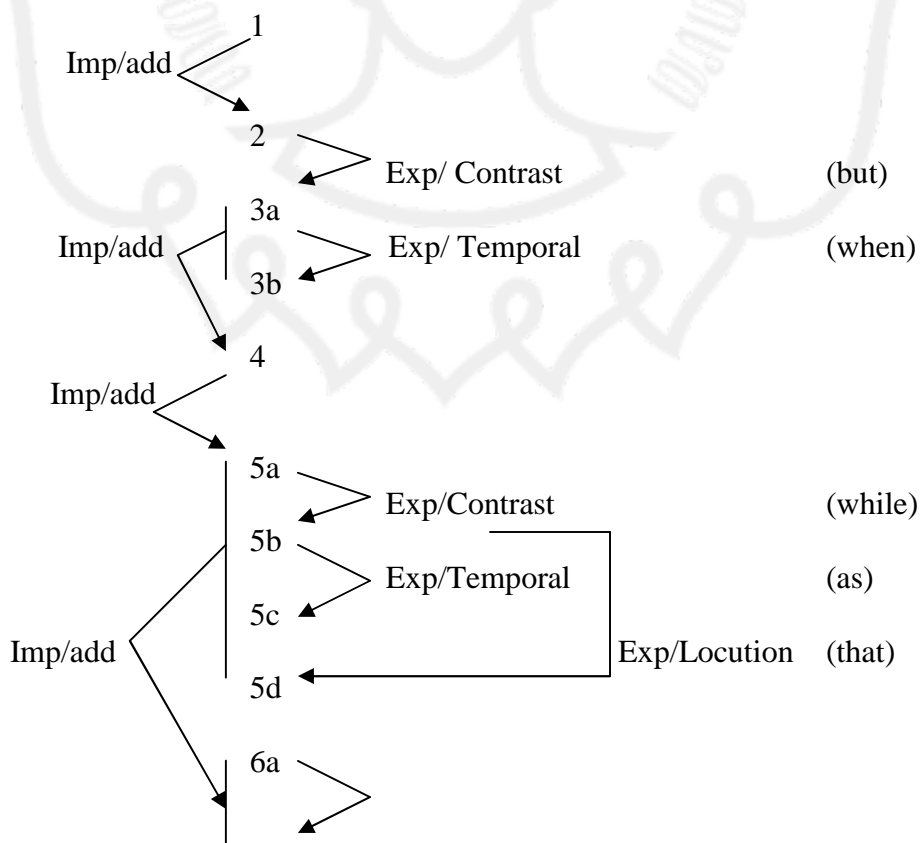 1
Imp/add
2
Exp/ Contrast (but)
3a
Imp/add Exp/ Temporal (when)
3b
4
Imp/add
5a
Exp/Contrast (while)
5b
Exp/Temporal (as)
5c
Imp/add Exp/Locution (that)
5d
6a